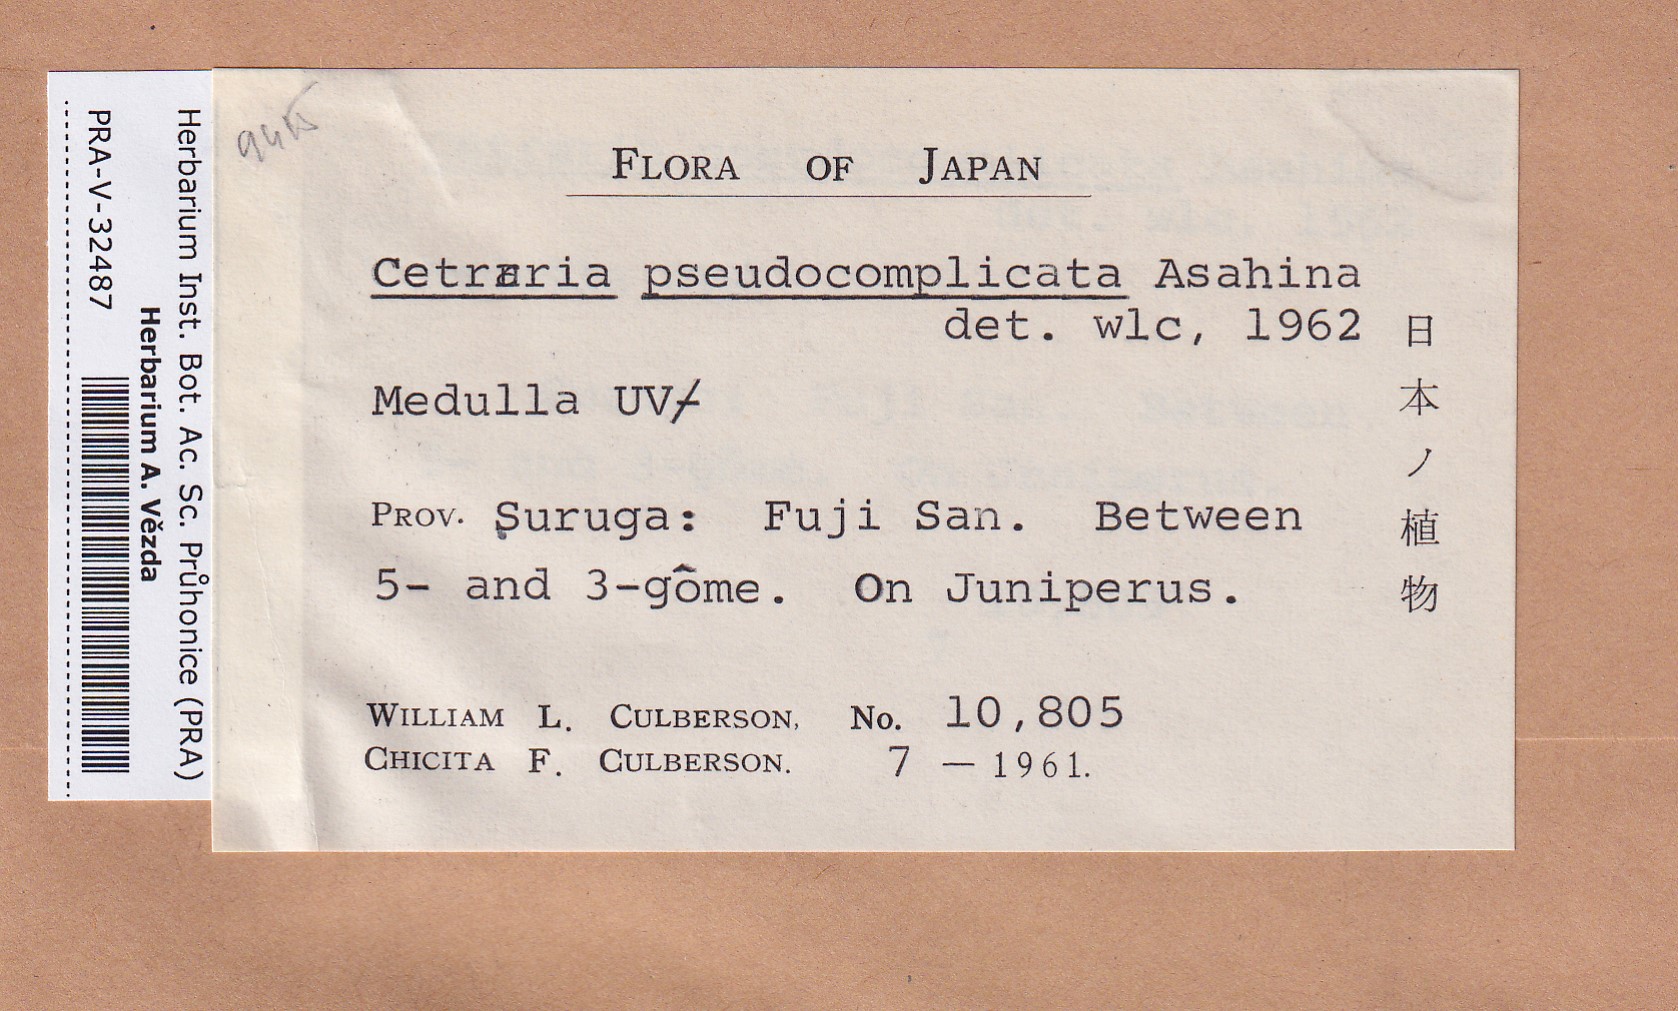 Herbarium Inst. Bot. Ac. Sc. Průhonice (PRA)
Herbarium A. Vězda
PRA-V-32487
FLORA OF JAPAN
Cetraria pseudocomplicata Asahina
det. wlc, 1962
Medulla UV-
PROV. Suruga: Fuji San. Between
5- and 3-gôme. On Juniperus.
WILLIAM L. CULBERSON, No. 10,805
CHICITA F. CULBERSON. 7 — 1961.
日本ノ植物